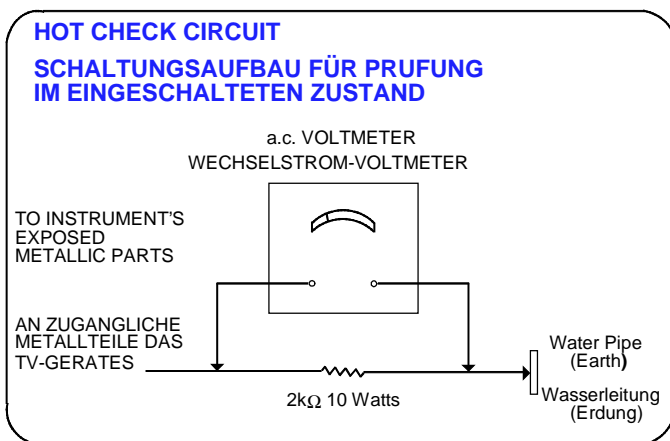 HOT CHECK CIRCUIT
SCHALTUNGSAUFBAU FÜR PRUFUNG
IM EINGESCHALTETEN ZUSTAND
a.c. VOLTMETER
WECHSELSTROM-VOLTMETER
TO INSTRUMENT'S
EXPOSED
METALLIC PARTS
AN ZUGANGLICHE
METALLTEILE DAS
TV-GERATES
2kΩ 10 Watts
Water Pipe
(Earth)
Wasserleitung
(Erdung)